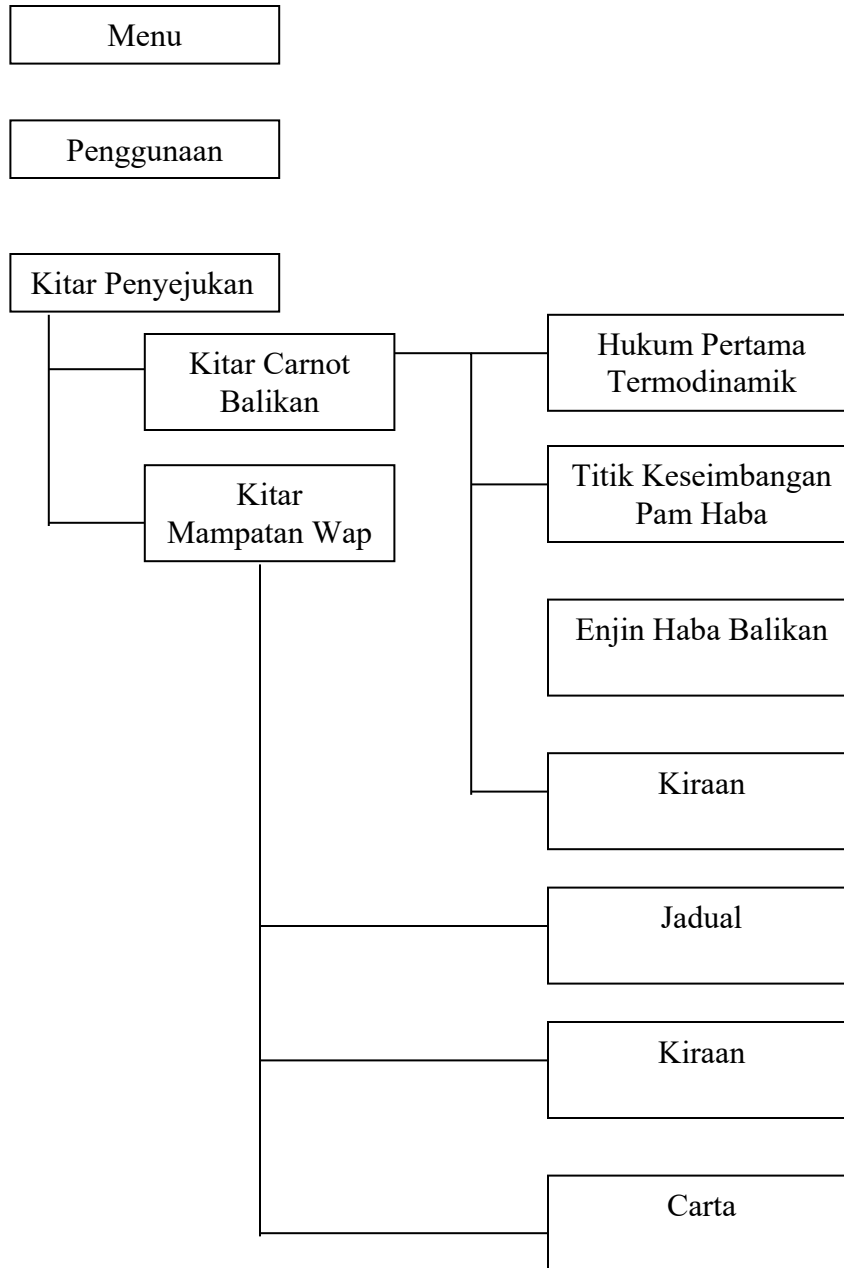 Menu
Penggunaan
Kitar Penyejukan
Kitar Carnot
Balikan
Kitar
Mampatan Wap
Hukum Pertama
Termodinamik
Titik Keseimbangan
Pam Haba
Enjin Haba Balikan
Kiraan
Jadual
Kiraan
Carta